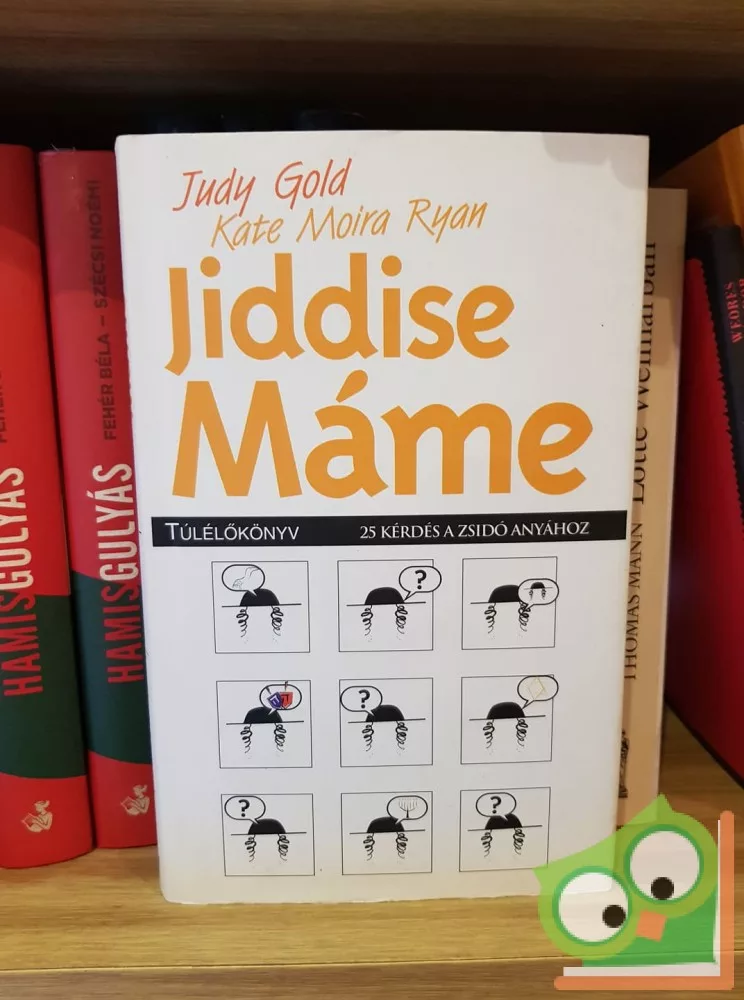 Judy Gold
Kate Moira Ryan
Jiddise
Máme
TÚLÉLŐKÖNYV 25 KÉRDÉS A ZSIDÓ ANYÁHOZ
?
?
?
?
HAMISGULYÁS
HAMISGULYÁS FEHÉR BÉLA – SZÉCSI NOÉMI
THOMAS MANN Lotte Weimarban
WEÖRES